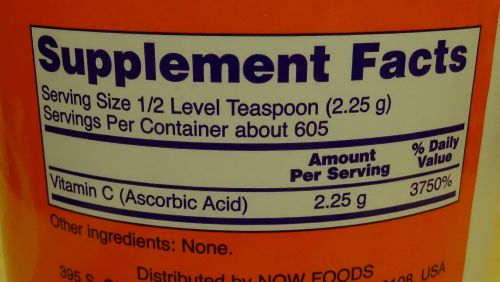 Supplement Facts
Serving Size 1/2 Level Teaspoon (2.25 g)
Servings Per Container about 605
Amount Per Serving % Daily Value
Vitamin C (Ascorbic Acid) 2.25 g 3750%
Other ingredients: None.
Distributed by NOW FOODS
395 S. USA